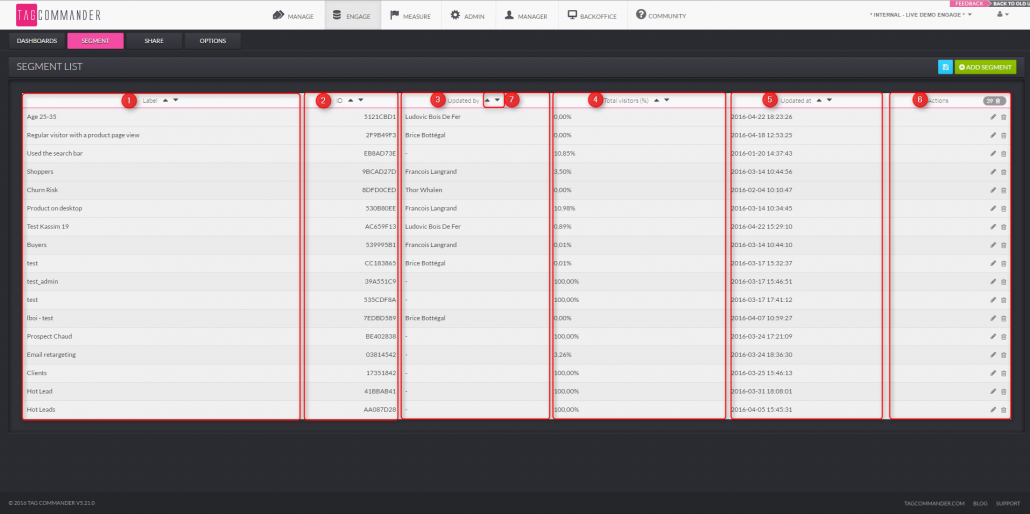 FEEDBACK BACK TO OLD U
TAGCOMMANDER MANAGE ENGAGE MEASURE ADMIN MANAGER BACKOFFICE COMMUNITY * INTERNAL - LIVE DEMO ENGAGE *
DASHBOARDS SEGMENT SHARE OPTIONS
SEGMENT LIST ADD SEGMENT
1 Label 2 ID 3 Updated by 7 4 Total visitors (%) 5 Updated at 6 Actions 39
Age 25-35 5121CBD1 Ludovic Bois De Fer 0,00% 2016-04-22 18:23:26
Regular visitor with a product page view 2F9B49F3 Brice Bottégal 0,00% 2016-04-18 12:53:25
Used the search bar EB8AD73E - 10,85% 2016-01-20 14:37:43
Shoppers 9BCAD27D Francois Langrand 3,50% 2016-03-14 10:44:56
Churn Risk 8DFD0CED Thor Whalen 0,00% 2016-02-04 10:10:47
Product on desktop 530B80EE Francois Langrand 10,98% 2016-03-14 10:34:45
Test Kassim 19 AC659F13 Ludovic Bois De Fer 0,89% 2016-04-22 15:29:10
Buyers 539995B1 Francois Langrand 0,01% 2016-03-14 10:44:10
test CC183865 Brice Bottégal 0,01% 2016-03-17 15:32:37
test_admin 39A551C9 - 100,00% 2016-03-17 15:46:51
test 535CDF8A - 100,00% 2016-03-17 17:41:12
lboi - test 7EDBD589 Brice Bottégal 0,00% 2016-04-07 10:59:27
Prospect Chaud BE402838 - 100,00% 2016-03-24 17:21:09
Email retargeting 03814542 - 3,26% 2016-03-24 18:36:30
Clients 17351842 - 100,00% 2016-03-25 15:46:13
Hot Lead 41BBAB41 - 100,00% 2016-03-31 18:08:01
Hot Leads AA087D28 - 100,00% 2016-04-05 15:45:31
© 2016 TAG COMMANDER V5.21.0 TAGCOMMANDER.COM BLOG SUPPORT